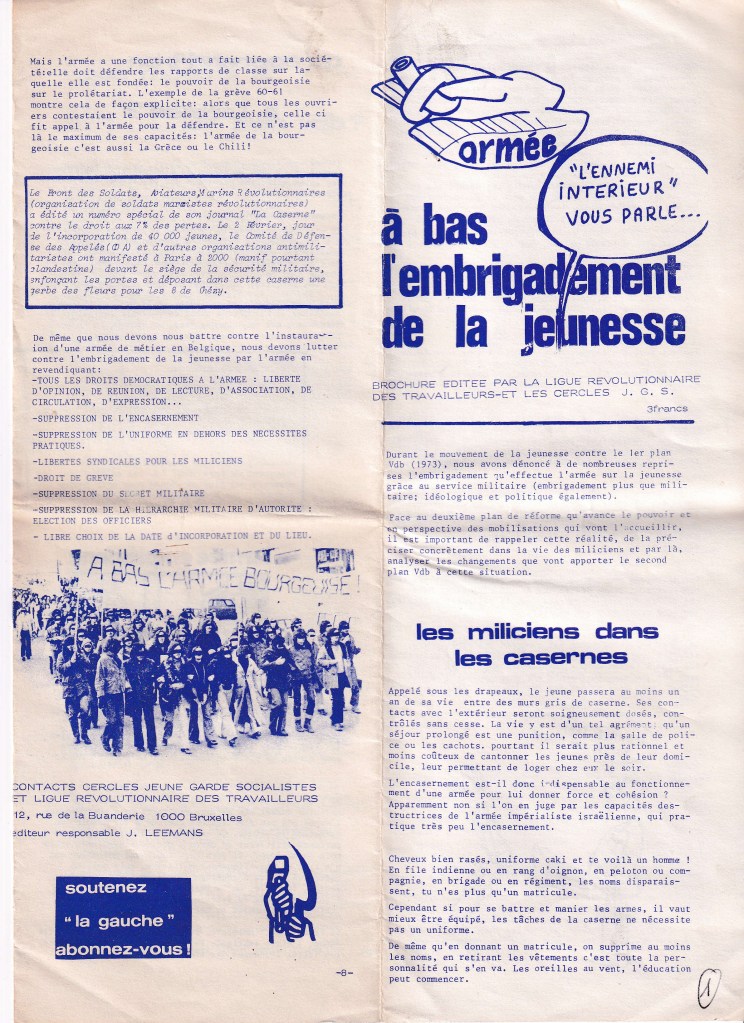 Mais l'armée a une fonction tout a fait liée à la socié-
té:elle doit défendre les rapports de classe sur la-
quelle elle est fondée: le pouvoir de la bourgeoisie
sur le prolétariat. L'exemple de la grève 60-61
montre cela de façon explicite: alors que tous les ouvri-
ers contestaient le pouvoir de la bourgeoisie, celle ci
fit appel à l'armée pour la défendre. Et ce n'est pas
là le maximum de ses capacités: l'armée de la bour-
geoisie c'est aussi la Grèce ou le Chili!
Le Front des Soldats, Aviateurs,Marins Révolutionnaires
(organisation de soldats marxistes révolutionnaires)
a édité un numéro spécial de son journal "La Caserne"
contre le droit aux 7% des pertes. Le 2 Février, jour
de l'incorporation de 40 000 jeunes, le Comité de Défen-
se des Appelés(CDA) et d'autres organisations antimili-
taristes ont manifesté à Paris à 2000 (manif pourtant
clandestine) devant le siège de la sécurité militaire,
enfonçant les portes et déposant dans cette caserne une
gerbe des fleurs pour les 8 de Chézy.
De même que nous devons nous battre contre l'instaura-
ion d'une armée de métier en Belgique, nous devons lutter
contre l'embrigadement de la jeunesse par l'armée en
revendiquant:
-TOUS LES DROITS DEMOCRATIQUES A L'ARMEE : LIBERTE
D'OPINION, DE REUNION, DE LECTURE, D'ASSOCIATION, DE
CIRCULATION, D'EXPRESSION...
-SUPPRESSION DE L'ENCASERNEMENT
-SUPPRESSION DE L'UNIFORME EN DEHORS DES NECESSITES
PRATIQUES.
-LIBERTES SYNDICALES POUR LES MILICIENS
-DROIT DE GREVE
-SUPPRESSION DU SECRET MILITAIRE
-SUPPRESSION DE LA HIERARCHIE MILITAIRE D'AUTORITE :
ELECTION DES OFFICIERS
- LIBRE CHOIX DE LA DATE D'INCORPORATION ET DU LIEU.
A BAS L'ARMEE BOURGEOISE !
CONTACTS CERCLES JEUNE GARDE SOCIALISTES
ET LIGUE REVOLUTIONNAIRE DES TRAVAILLEURS
12, rue de la Buanderie 1000 Bruxelles
éditeur responsable J. LEEMANS
soutenez
"la gauche"
abonnez-vous!
-8-
armée
"L'ENNEMI
INTERIEUR"
VOUS PARLE...
à bas
l'embrigadement
de la jeunesse
BROCHURE EDITEE PAR LA LIGUE REVOLUTIONNAIRE
DES TRAVAILLEURS-ET LES CERCLES J. G. S.
3francs
Durant le mouvement de la jeunesse contre le 1er plan
Vdb (1973), nous avons dénoncé à de nombreuses repri-
ses l'embrigadement qu'effectue l'armée sur la jeunesse
grâce au service militaire (embrigadement plus que mili-
taire; idéologique et politique également).
Face au deuxième plan de réforme qu'avance le pouvoir et
en perspective des mobilisations qui vont l'accueillir,
il est important de rappeler cette réalité, de la pré-
ciser concrètement dans la vie des miliciens et par là,
analyser les changements que vont apporter le second
plan Vdb à cette situation.
les miliciens dans
les casernes
Appelé sous les drapeaux, le jeune passera au moins un
an de sa vie entre des murs gris de caserne. Ses con-
tacts avec l'extérieur seront soigneusement dosés, con-
trôlés sans cesse. La vie y est d'un tel agrément qu'un
séjour prolongé est une punition, comme la salle de poli-
ce ou les cachots. pourtant il serait plus rationnel et
moins coûteux de cantonner les jeunes près de leur domi-
cile, leur permettant de loger chez eux le soir.
L'encasernement est-il donc indispensable au fonctionne-
ment d'une armée pour lui donner force et cohésion ?
Apparemment non si l'on en juge par les capacités des-
tructrices de l'armée impérialiste israëlienne, qui pra-
tique très peu l'encasernement.
Cheveux bien rasés, uniforme caki et te voilà un homme !
En file indienne ou en rang d'oignon, en peloton ou com-
pagnie, en brigade ou en régiment, les noms disparais-
sent, tu n'es plus qu'un matricule.
Cependant si pour se battre et manier les armes, il vaut
mieux être équipé, les tâches de la caserne ne nécessite
pas un uniforme.
De même qu'en donnant un matricule, on supprime au moins
les noms, en retirant les vêtements c'est toute la per-
sonnalité qui s'en va. Les oreilles au vent, l'éducation
peut commencer.
1